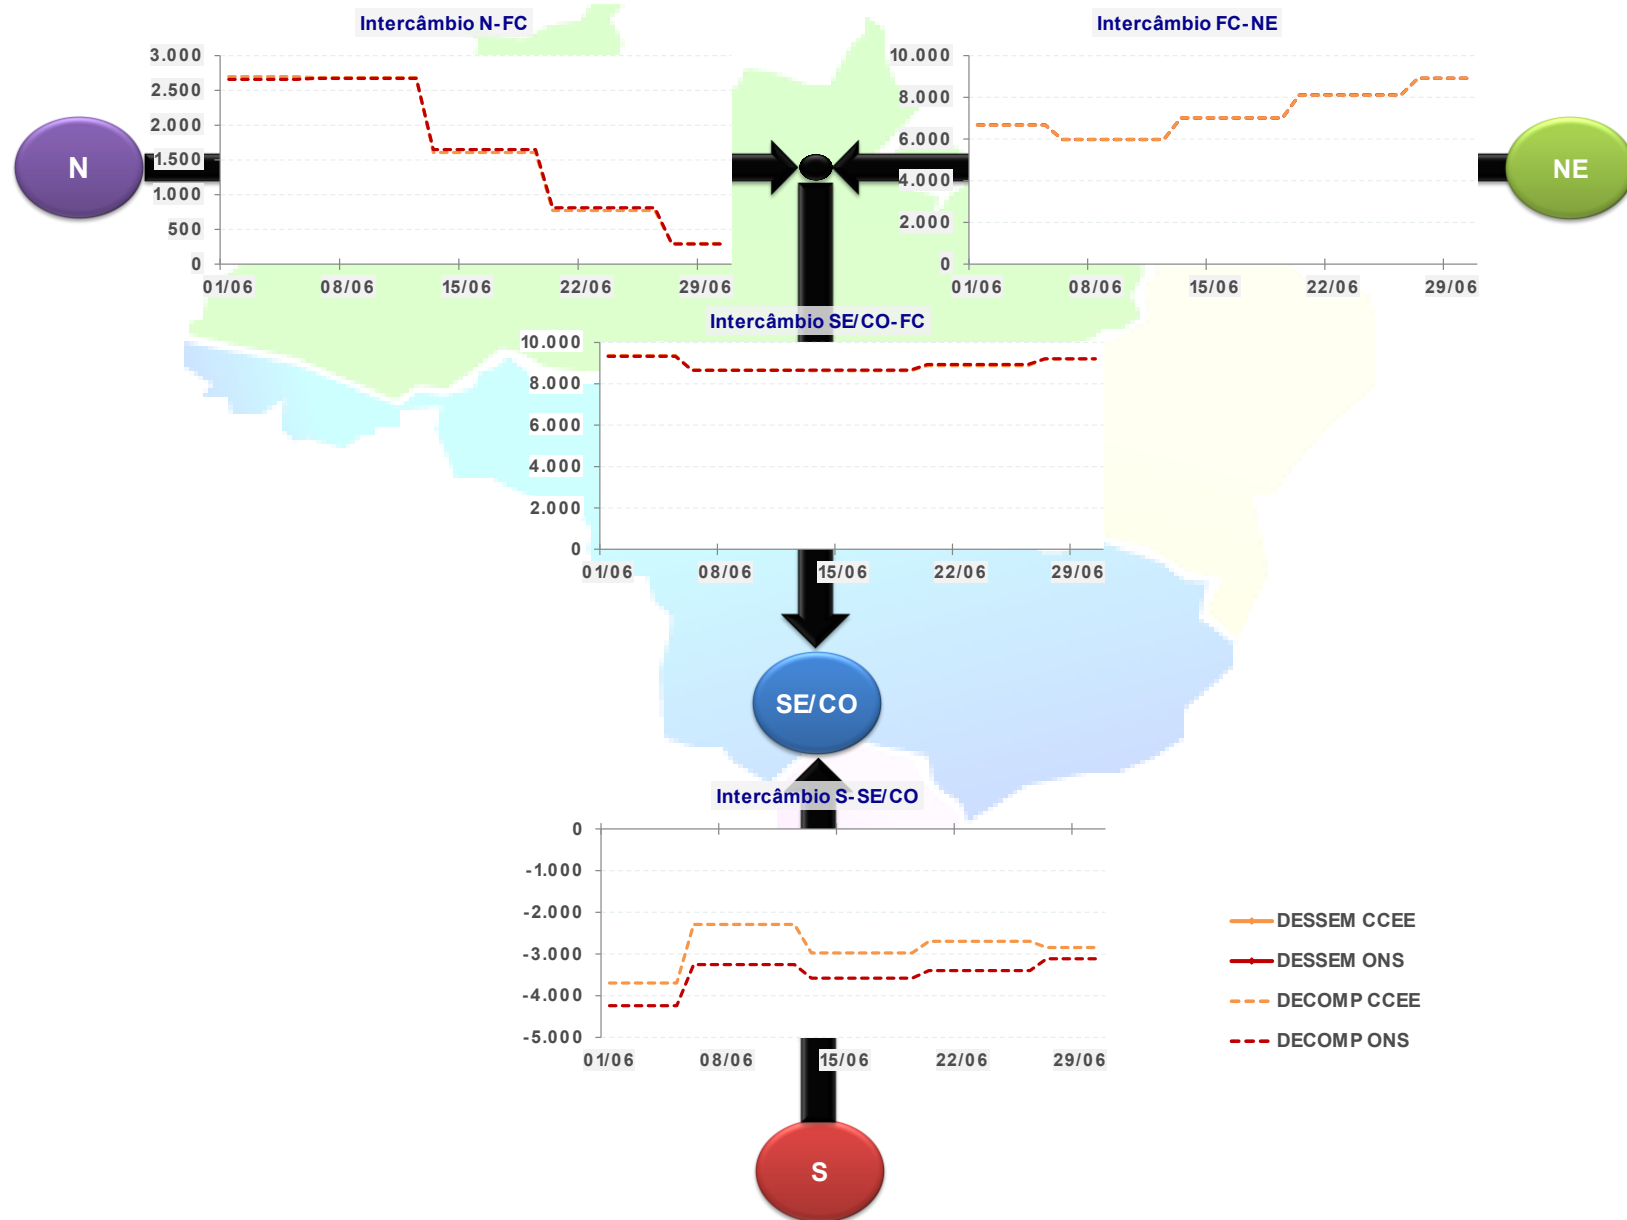 Intercâmbio N-FC
3.000
2.500
2.000
1.500
1.000
500
0
01/06 08/06 15/06 22/06 29/06
Intercâmbio FC-NE
10.000
8.000
6.000
4.000
2.000
0
01/06 08/06 15/06 22/06 29/06
N
NE
Intercâmbio SE/CO-FC
10.000
8.000
6.000
4.000
2.000
0
01/06 08/06 15/06 22/06 29/06
SE/CO
Intercâmbio S-SE/CO
0
-1.000
-2.000
-3.000
-4.000
-5.000
01/06 08/06 15/06 22/06 29/06
DESSEM CCEE
DESSEM ONS
DECOMP CCEE
DECOMP ONS
S